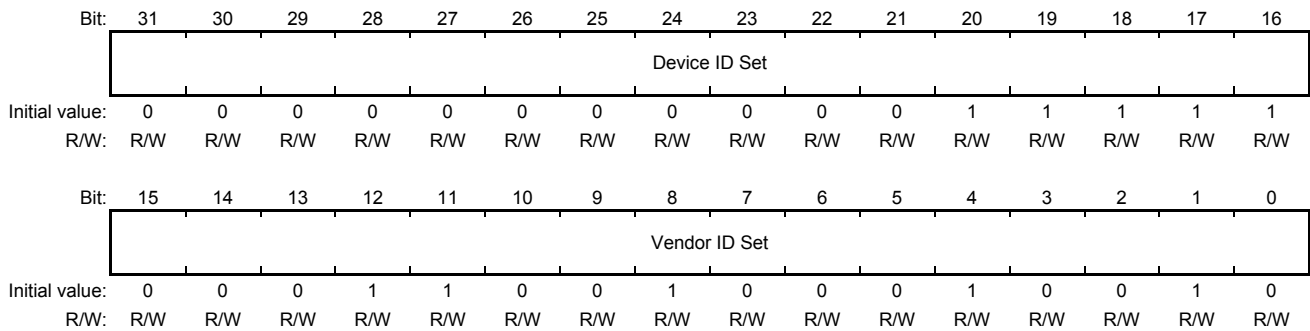 Bit: 31 30 29 28 27 26 25 24 23 22 21 20 19 18 17 16
Device ID Set
Initial value: 0 0 0 0 0 0 0 0 0 0 0 1 1 1 1 1
R/W: R/W R/W R/W R/W R/W R/W R/W R/W R/W R/W R/W R/W R/W R/W R/W R/W
Bit: 15 14 13 12 11 10 9 8 7 6 5 4 3 2 1 0
Vendor ID Set
Initial value: 0 0 0 1 1 0 0 1 0 0 0 1 0 0 1 0
R/W: R/W R/W R/W R/W R/W R/W R/W R/W R/W R/W R/W R/W R/W R/W R/W R/W